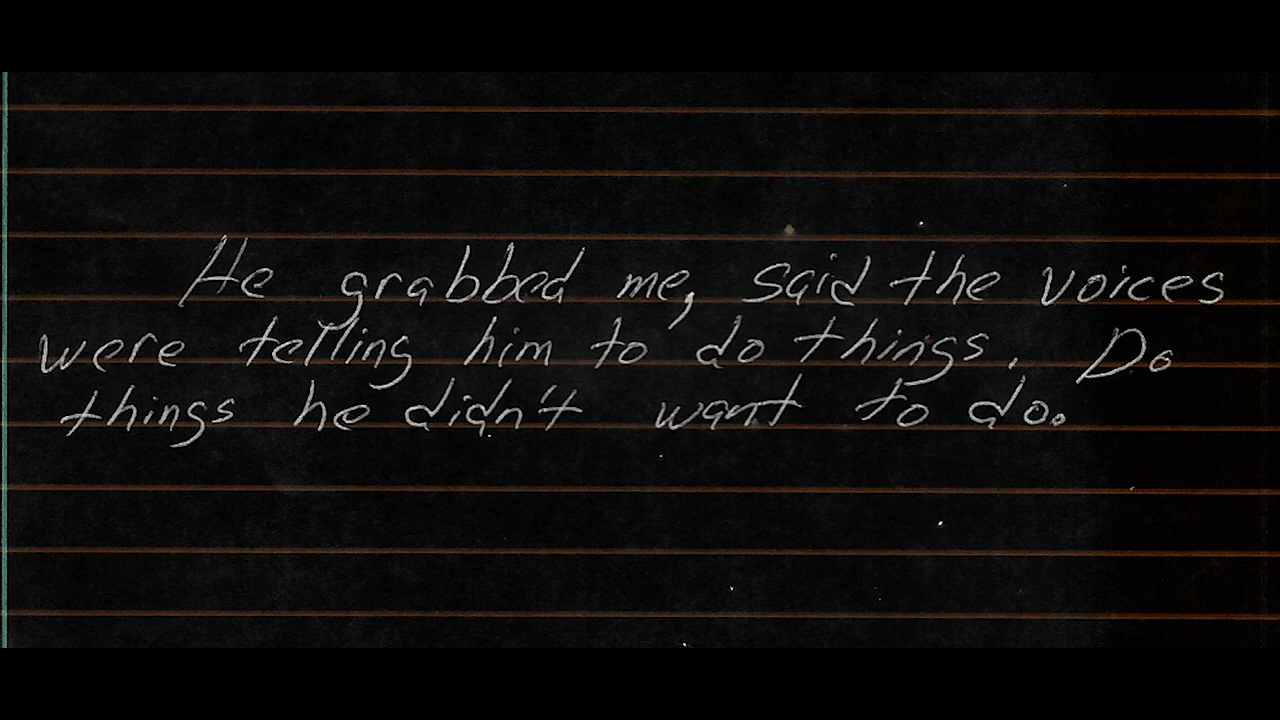 He grabbed me, said the voices
were telling him to do things. Do
things he didn't want to do.